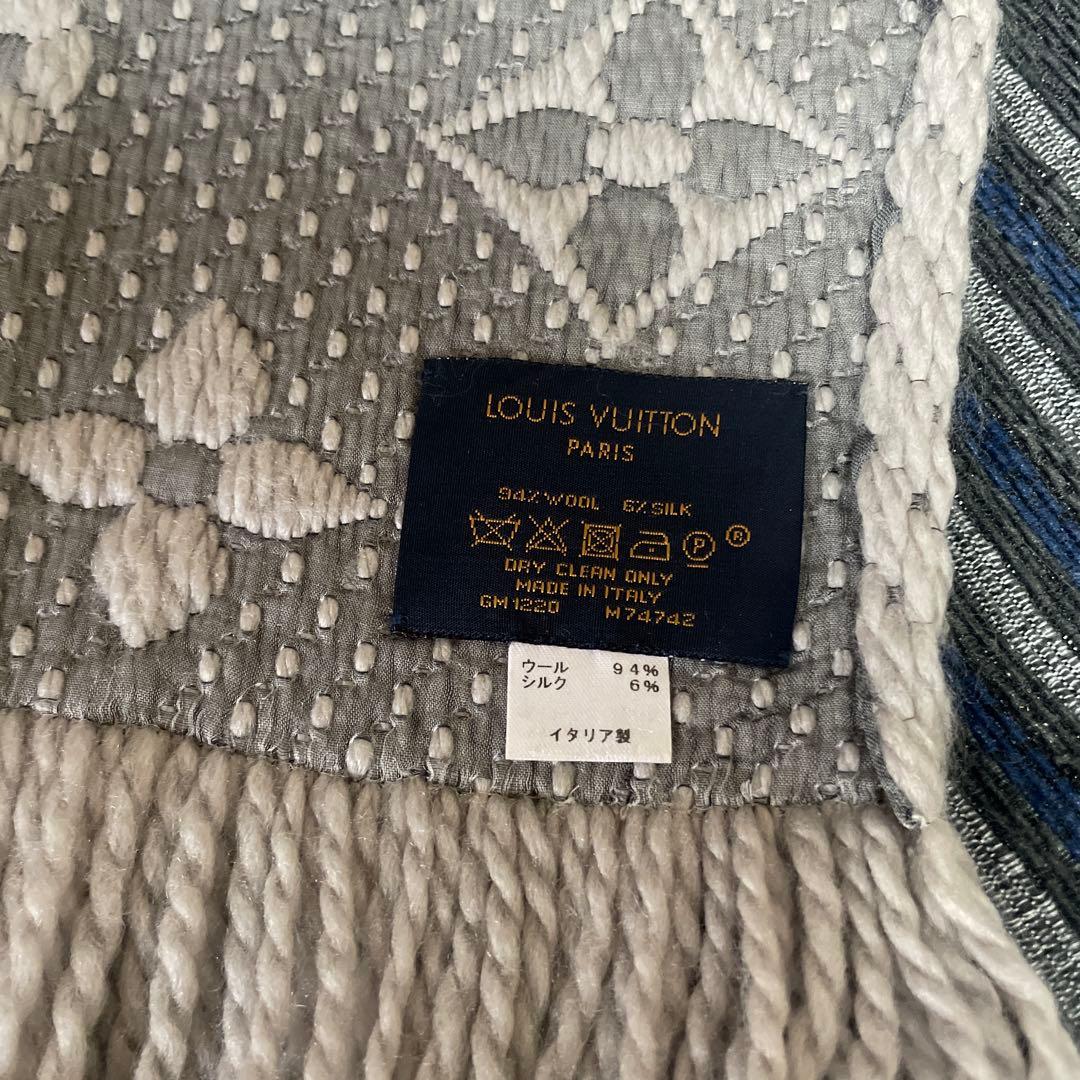 LOUIS VUITTON
PARIS
94% WOOL 6% SILK
P ®
DRY CLEAN ONLY
MADE IN ITALY
GM1220 M74742
ウール 94%
シルク 6%
イタリア製